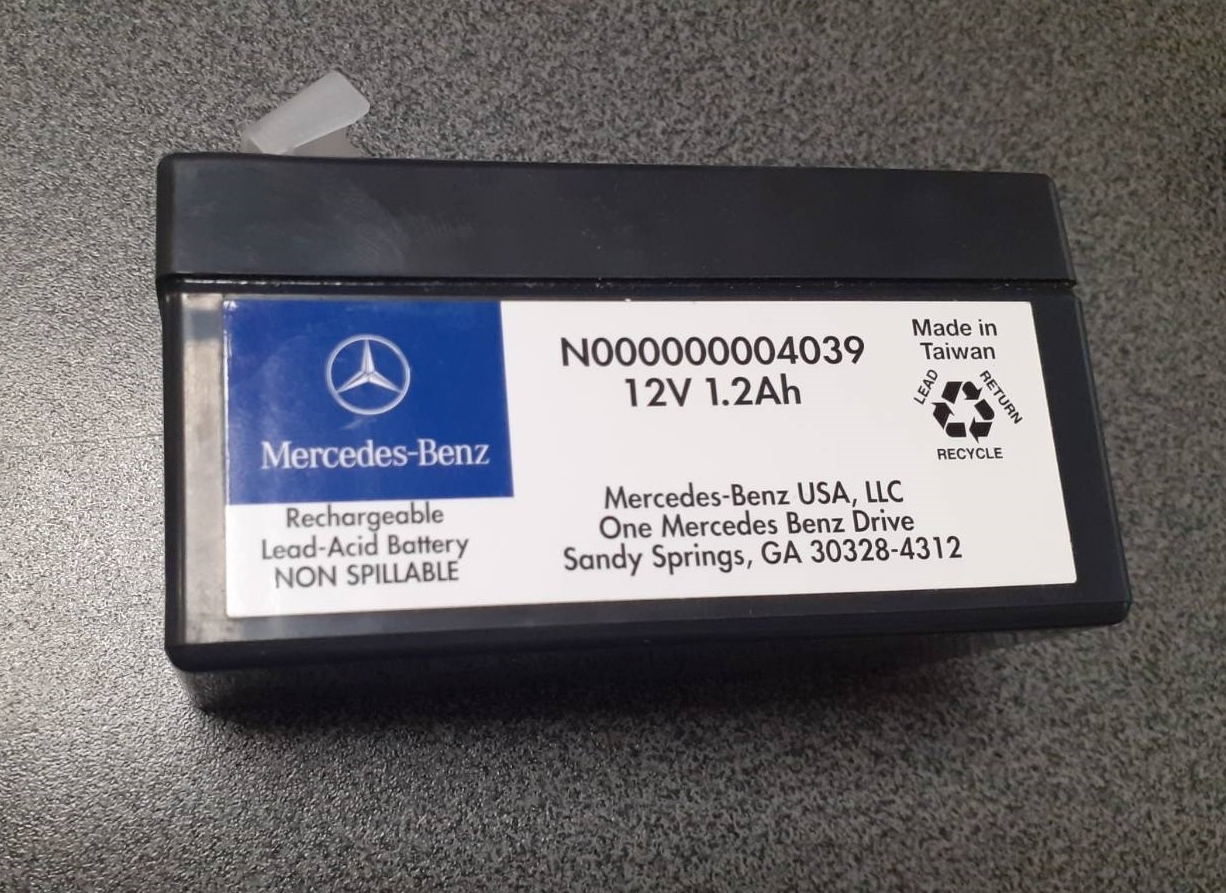 Mercedes-Benz
Rechargeable
Lead-Acid Battery
NON SPILLABLE
N000000004039
12V 1.2Ah
Mercedes-Benz USA, LLC
One Mercedes Benz Drive
Sandy Springs, GA 30328-4312
Made in
Taiwan
LEAD
RETURN
RECYCLE